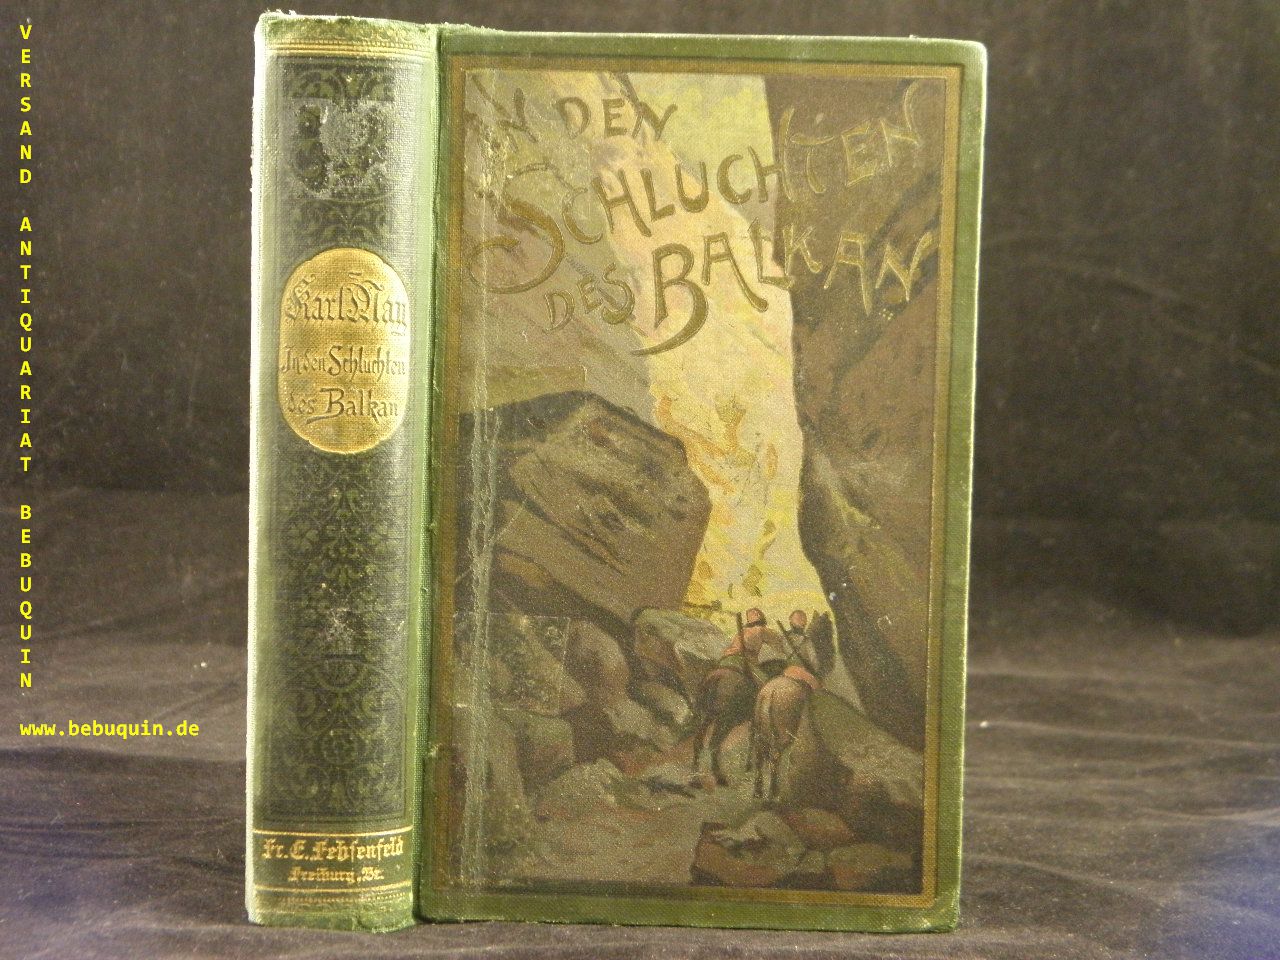 VERSAND ANTIQUARIAT BEBUQUIN
www.bebuquin.de
Karl May
In den Schluchten
des Balkan
Fr. E. Fehsenfeld
Freiburg. Br.
IN DEN
SCHLUCHTEN
DES BALKAN